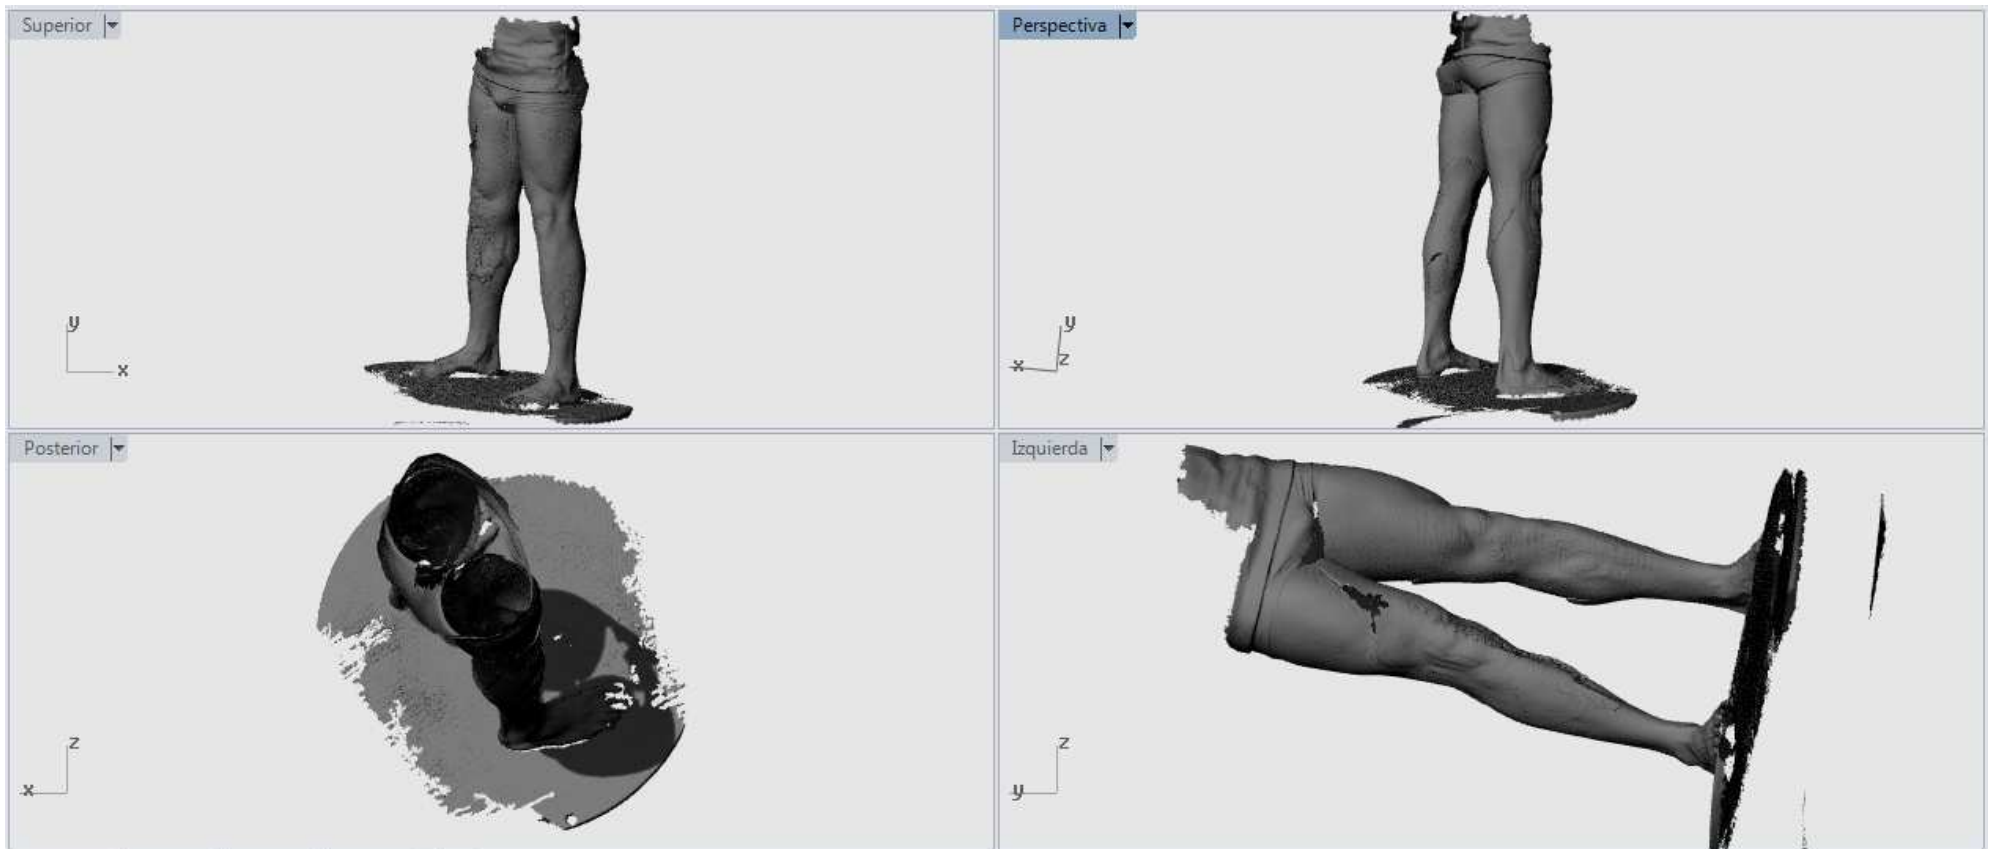 Superior
Perspectiva
y
x
y
x
z
Posterior
Izquierda
z
x
z
y